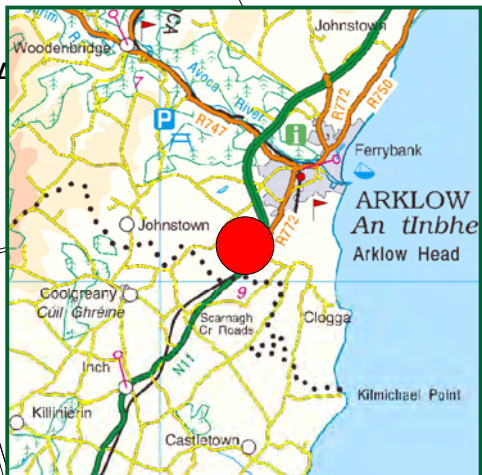 Johnstown
Woodenbridge
R772
R750
Avoca River
7
P
R747
i
Ferrybank
ARKLOW
An tInbhe
Arklow Head
Johnstown
R772
9
Coolgreany
Cúil Ghréine
Scarnagh
Cr Roads
Clogga
Inch
N11
Kilmichael Point
Killinierin
Castletown